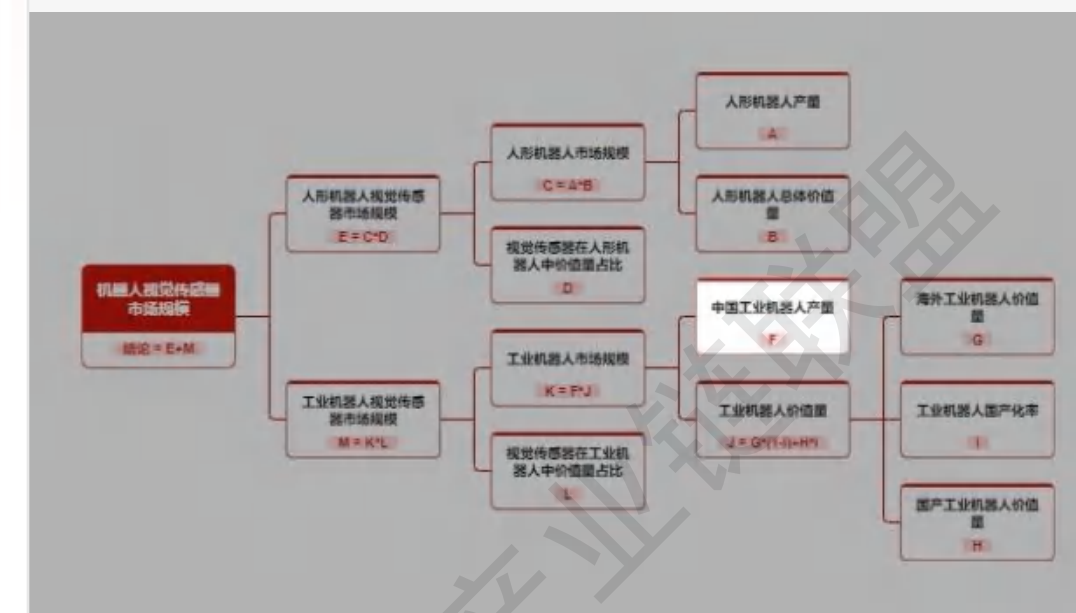 人形机器人产量
A
人形机器人市场规模
C = A*B
人形机器人视觉传感
器市场规模
E = C*D
人形机器人总体价值
量
B
视觉传感器在人形机
器人中价值量占比
D
机器人视觉传感器
市场规模
结论 = E+M
中国工业机器人产量
F
海外工业机器人价值
量
G
工业机器人市场规模
K = F*J
工业机器人视觉传感
器市场规模
M = K*L
工业机器人价值量
J = G*(1-I)+H*I
工业机器人国产化率
I
视觉传感器在工业机
器人中价值量占比
L
国产工业机器人价值
量
H
产业链联盟